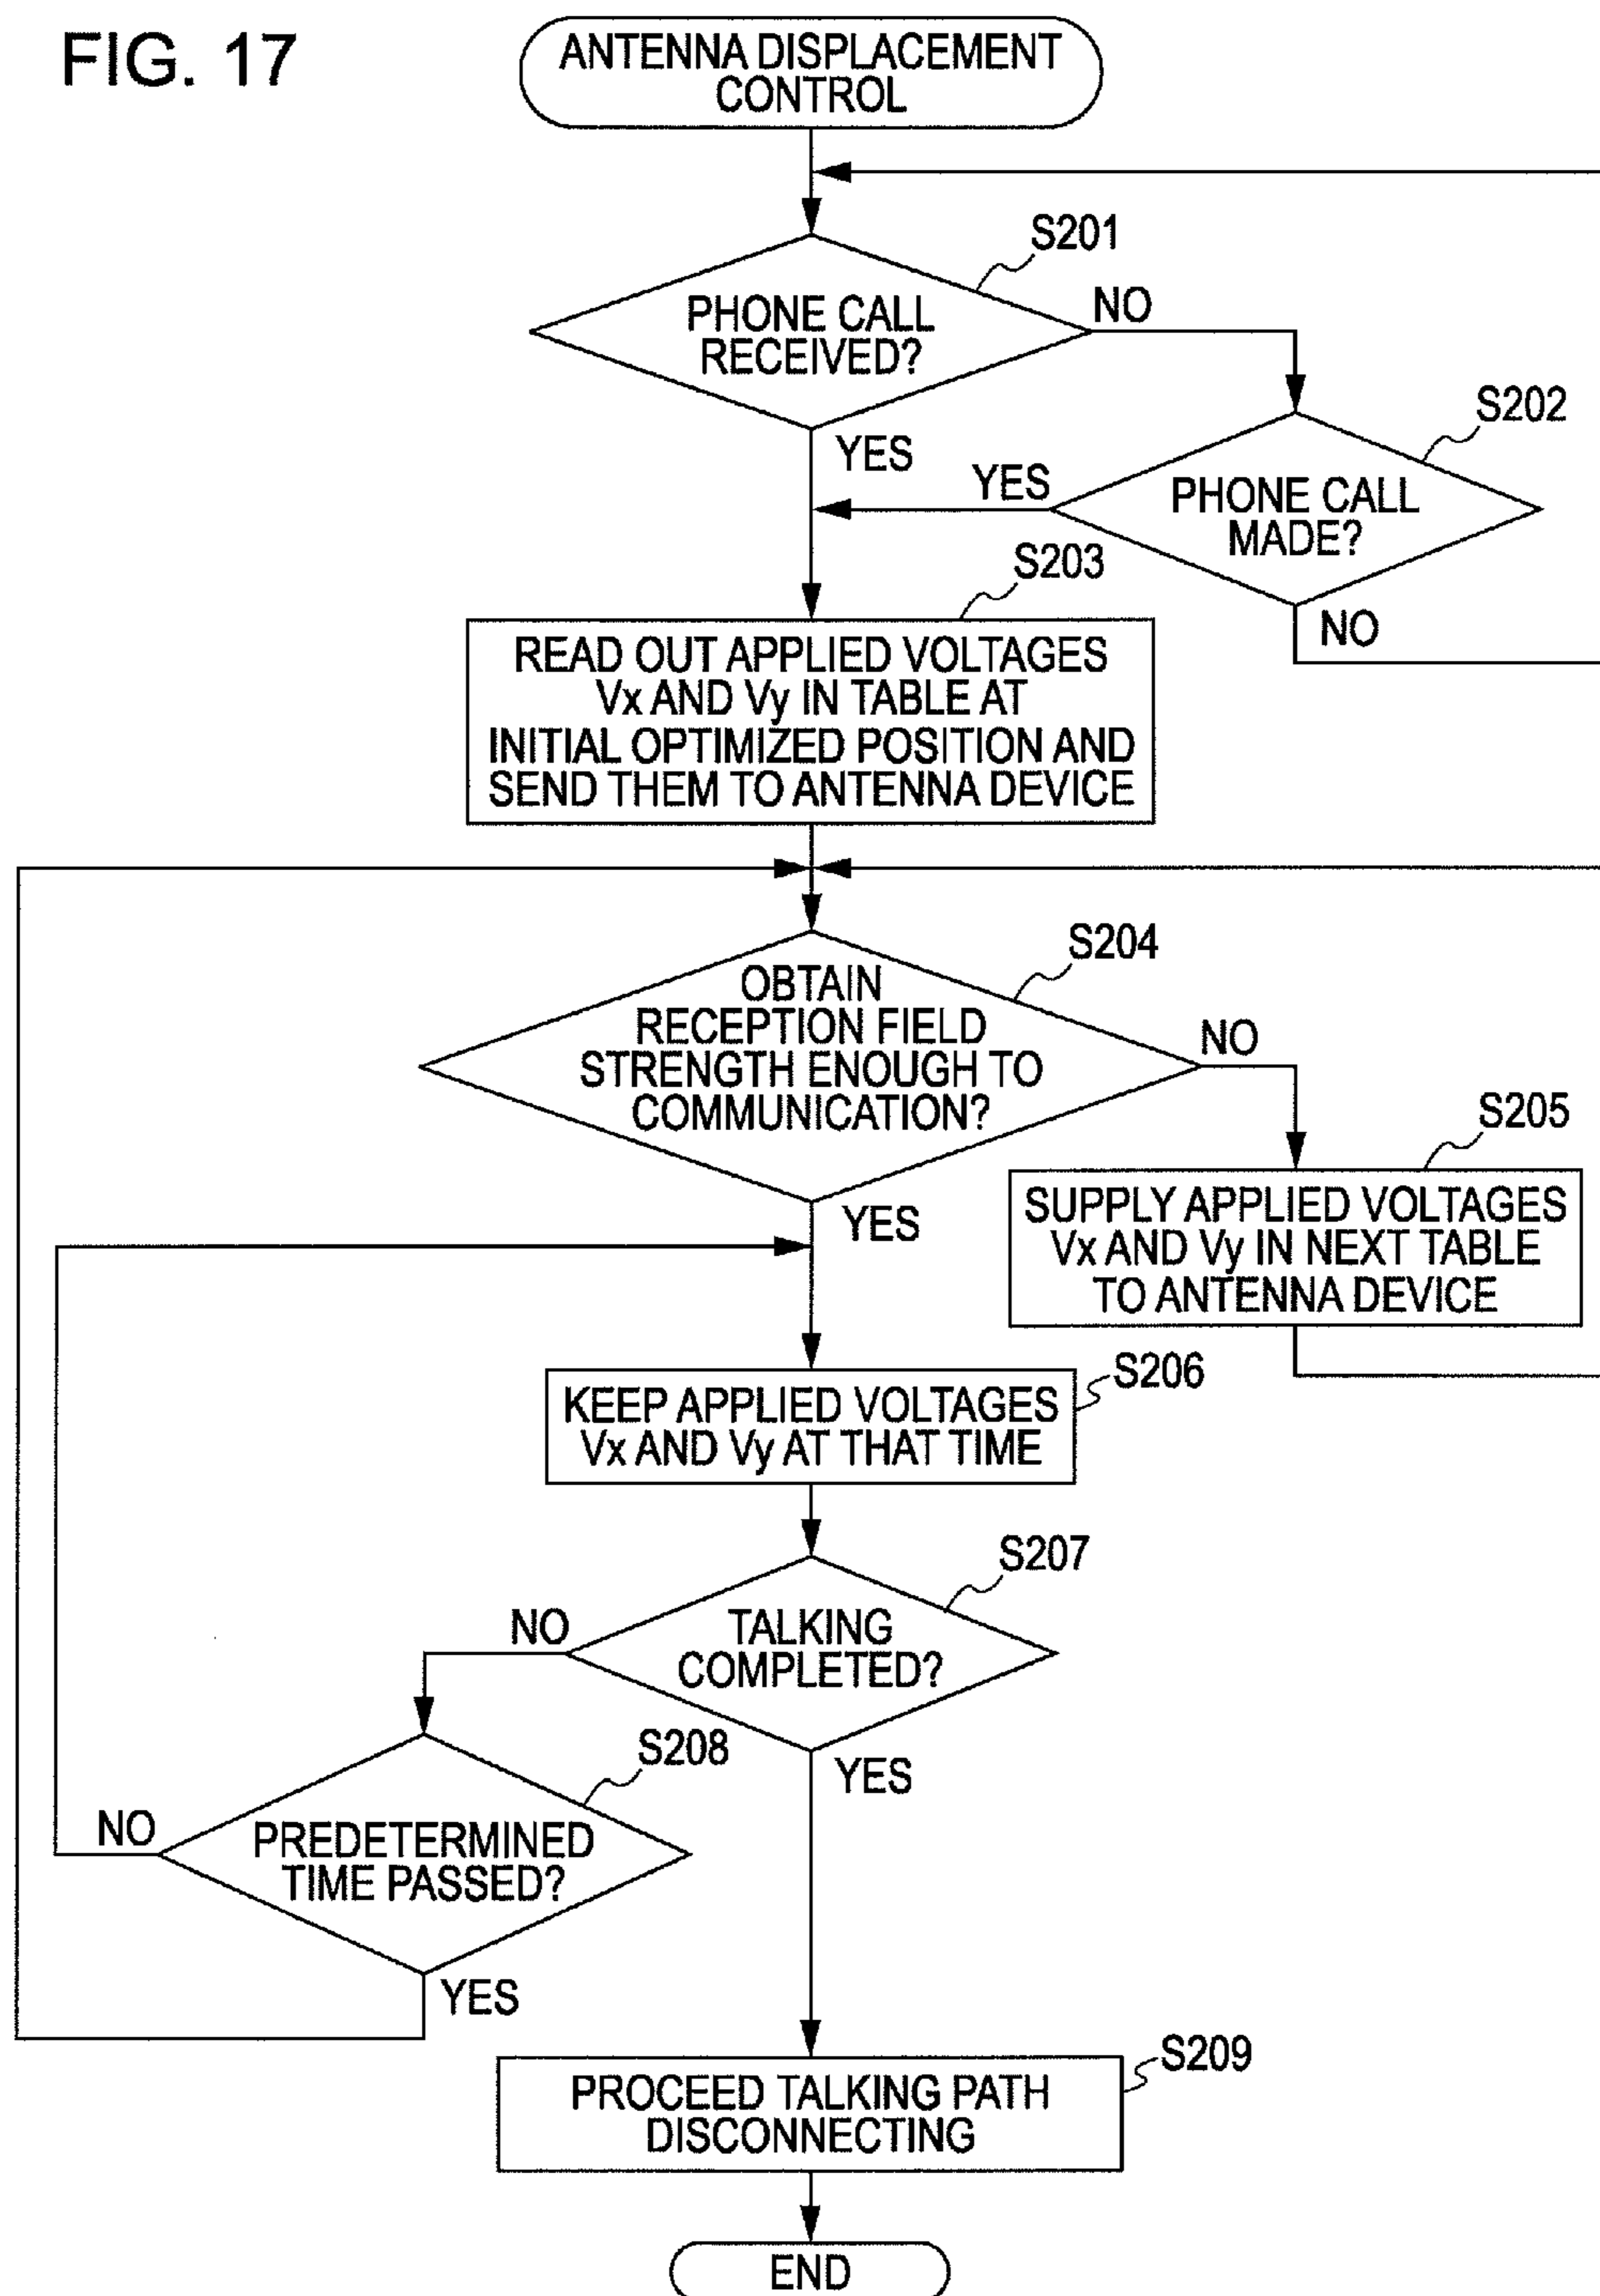 FIG. 17
ANTENNA DISPLACEMENT
CONTROL
S201
PHONE CALL
RECEIVED?
NO
S202
YES
YES
PHONE CALL
MADE?
NO
S203
READ OUT APPLIED VOLTAGES
Vx AND Vy IN TABLE AT
INITIAL OPTIMIZED POSITION AND
SEND THEM TO ANTENNA DEVICE
S204
OBTAIN
RECEPTION FIELD
STRENGTH ENOUGH TO
COMMUNICATION?
NO
YES
S205
SUPPLY APPLIED VOLTAGES
Vx AND Vy IN NEXT TABLE
TO ANTENNA DEVICE
S206
KEEP APPLIED VOLTAGES
Vx AND Vy AT THAT TIME
S207
TALKING
COMPLETED?
NO
YES
S208
PREDETERMINED
TIME PASSED?
NO
YES
S209
PROCEED TALKING PATH
DISCONNECTING
END